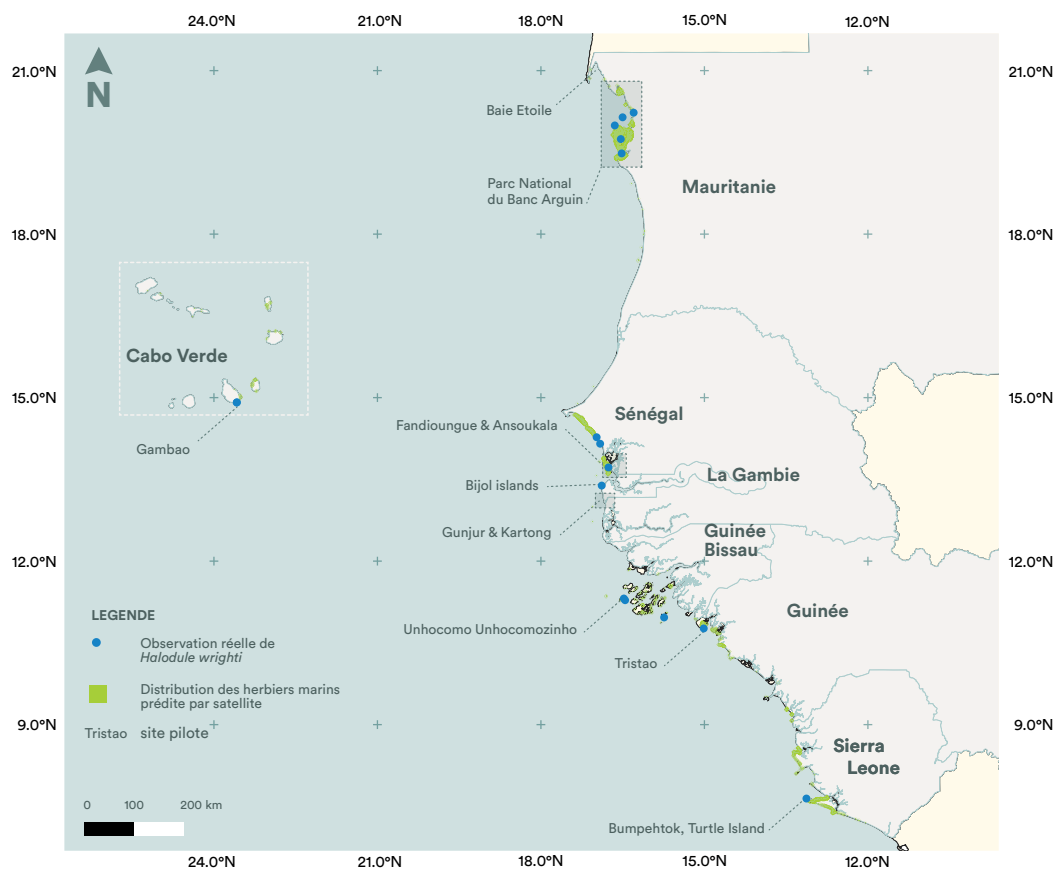 24.0°N
21.0°N
18.0°N
15.0°N
12.0°N
21.0°N
21.0°N
N
Baie Etoile
Parc National
du Banc Arguin
Mauritanie
18.0°N
18.0°N
Cabo Verde
15.0°N
15.0°N
Sénégal
Fandioungue & Ansoukala
Gambao
La Gambie
Bijol islands
Gunjur & Kartong
Guinée
Bissau
12.0°N
12.0°N
LEGENDE
Guinée
Observation réelle de
Halodule wrighti
Unhocomo Unhocomozinho
Tristao
Distribution des herbiers marins
prédite par satellite
9.0°N
9.0°N
Tristao site pilote
Sierra
Leone
0 100 200 km
Bumpehtok, Turtle Island
24.0°N
21.0°N
18.0°N
15.0°N
12.0°N